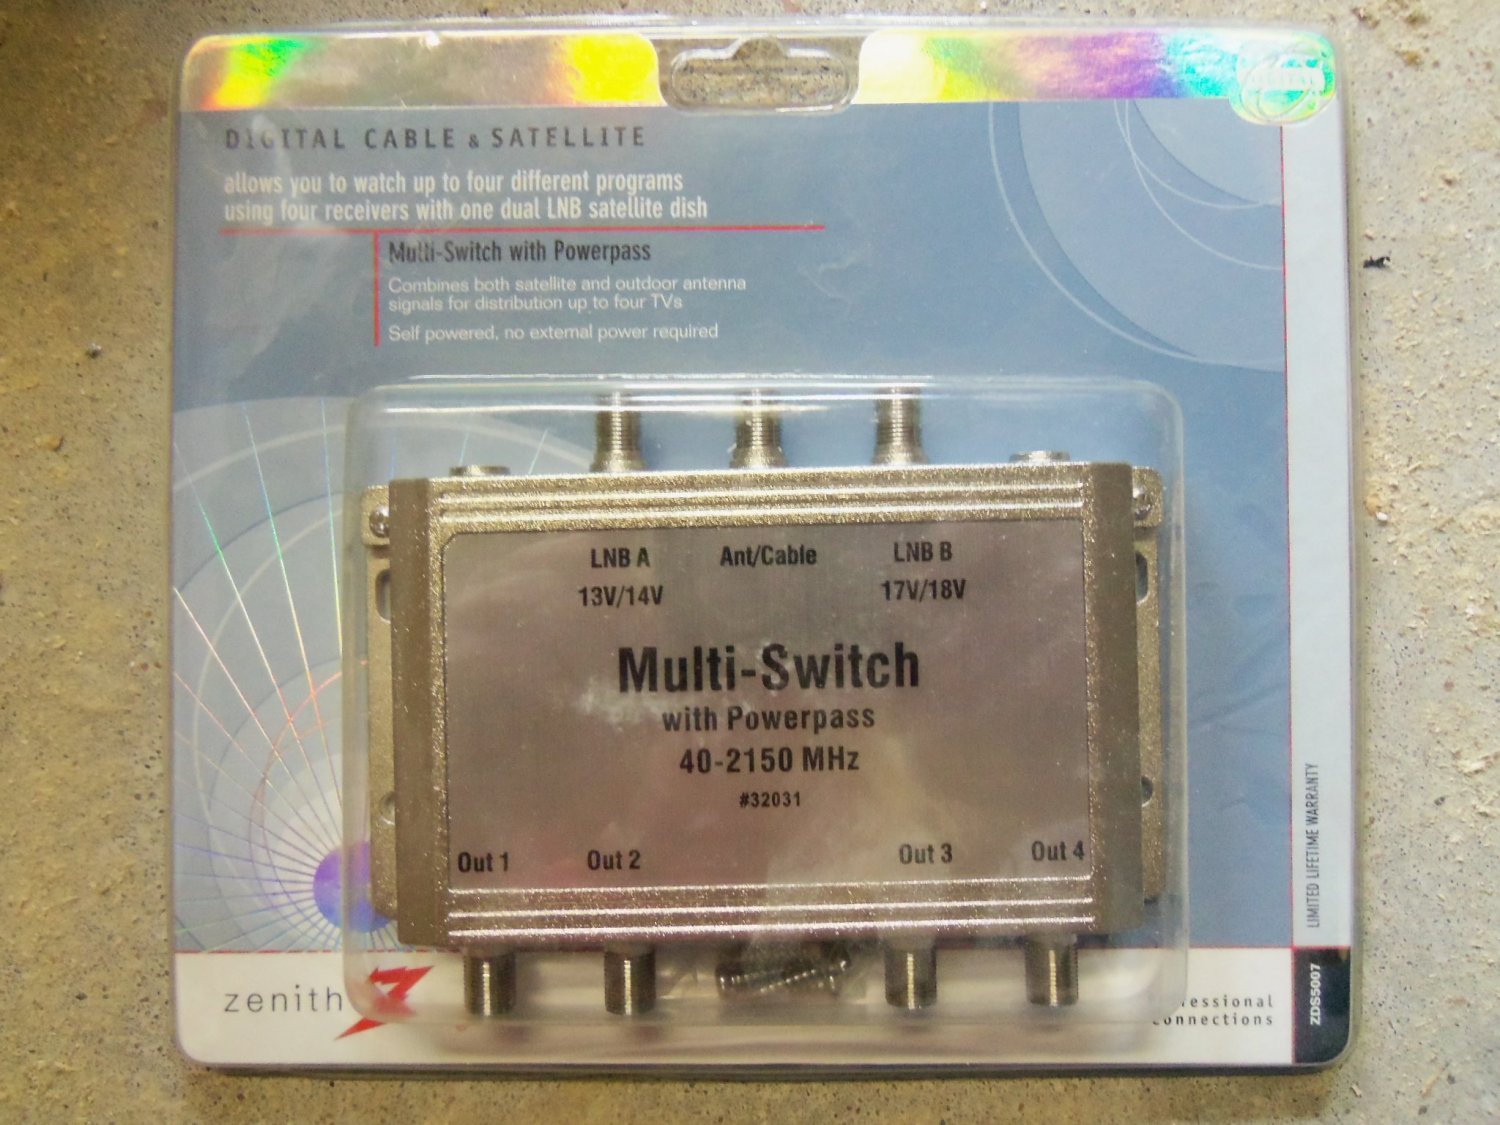 DIGITAL
DIGITAL CABLE & SATELLITE
allows you to watch up to four different programs
using four receivers with one dual LNB satellite dish
Multi-Switch with Powerpass
Combines both satellite and outdoor antenna
signals for distribution up to four TVs
Self powered, no external power required
LNB A Ant/Cable LNB B
13V/14V 17V/18V
Multi-Switch
with Powerpass
40-2150 MHz
#32031
Out 1 Out 2 Out 3 Out 4
LIMITED LIFETIME WARRANTY
ZDS5007
zenith
connections